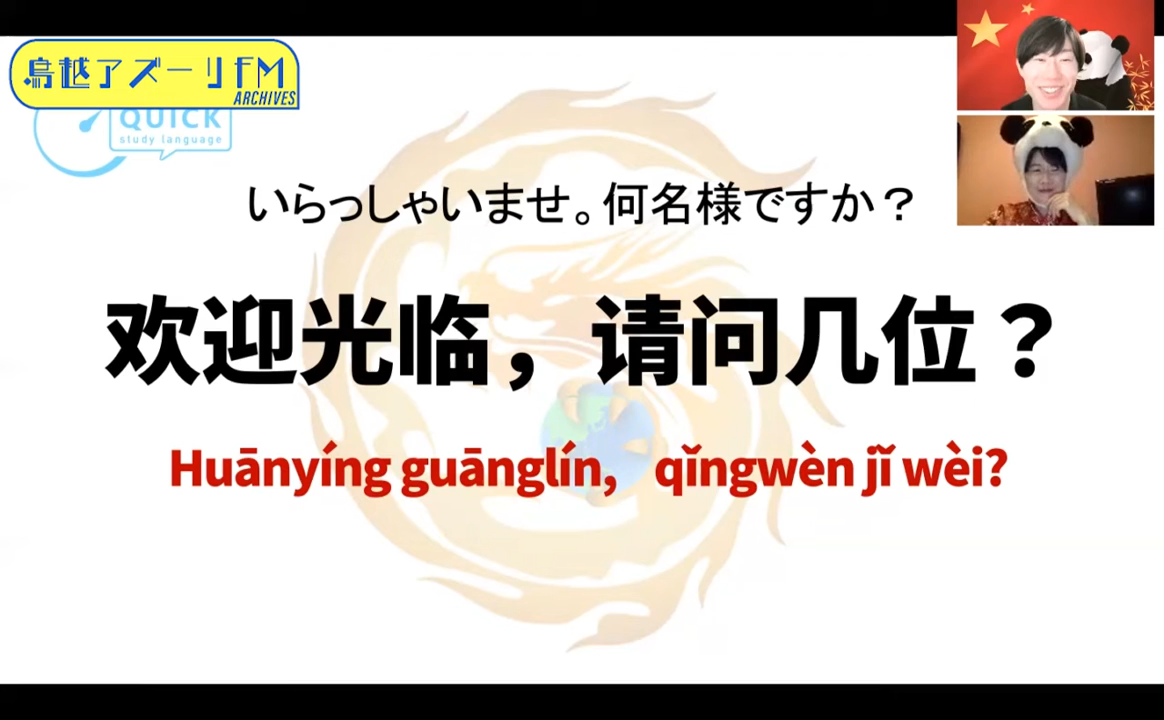 鳥越アズーリFM
ARCHIVES
QUICK
study language
いらっしゃいませ。何名様ですか？
欢迎光临，请问几位？
Huānyíng guānglín, qǐngwèn jǐ wèi?